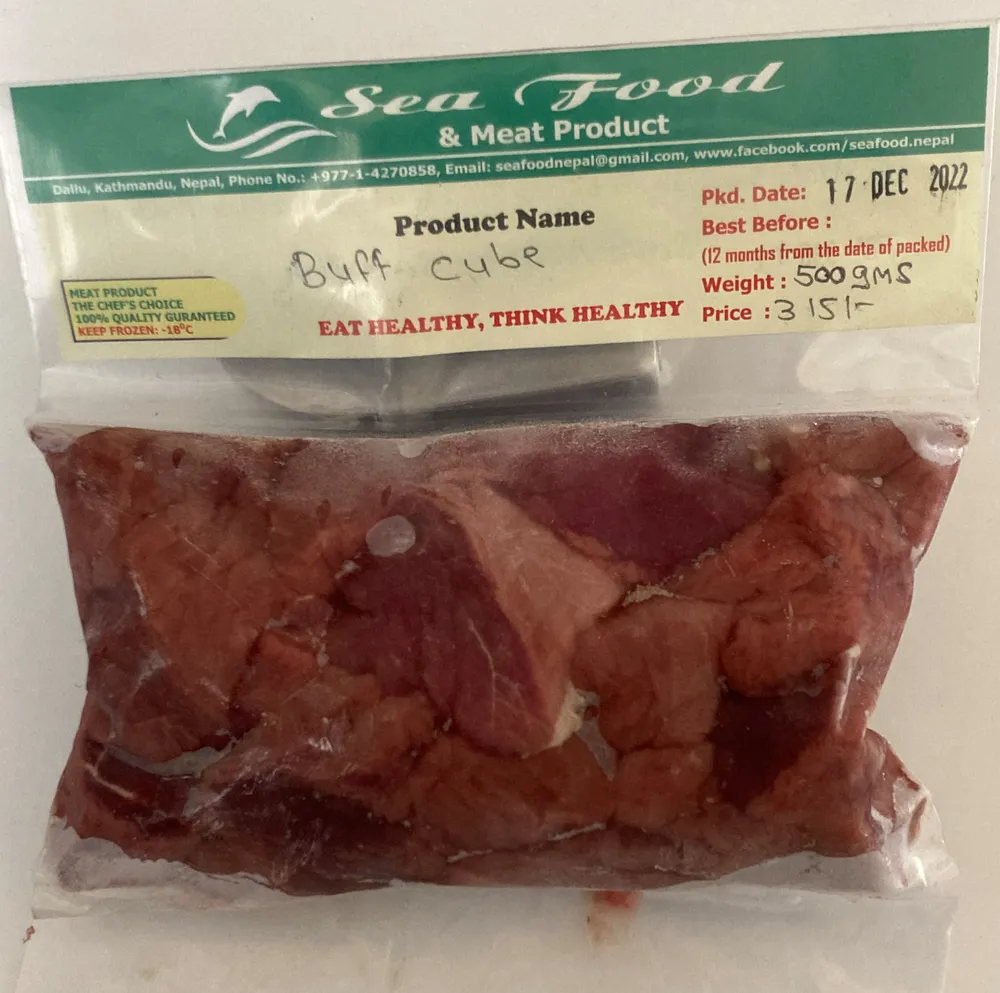 Sea Food
& Meat Product
Dallu, Kathmandu, Nepal, Phone No.: +977-1-4270858, Email: seafoodnepal@gmail.com, www.facebook.com/seafood.nepal
Product Name
Buff cube
MEAT PRODUCT
THE CHEF'S CHOICE
100% QUALITY GURANTEED
KEEP FROZEN: -18°C
EAT HEALTHY, THINK HEALTHY
Pkd. Date: 17 DEC 2022
Best Before :
(12 months from the date of packed)
Weight : 500gms
Price : 315/-